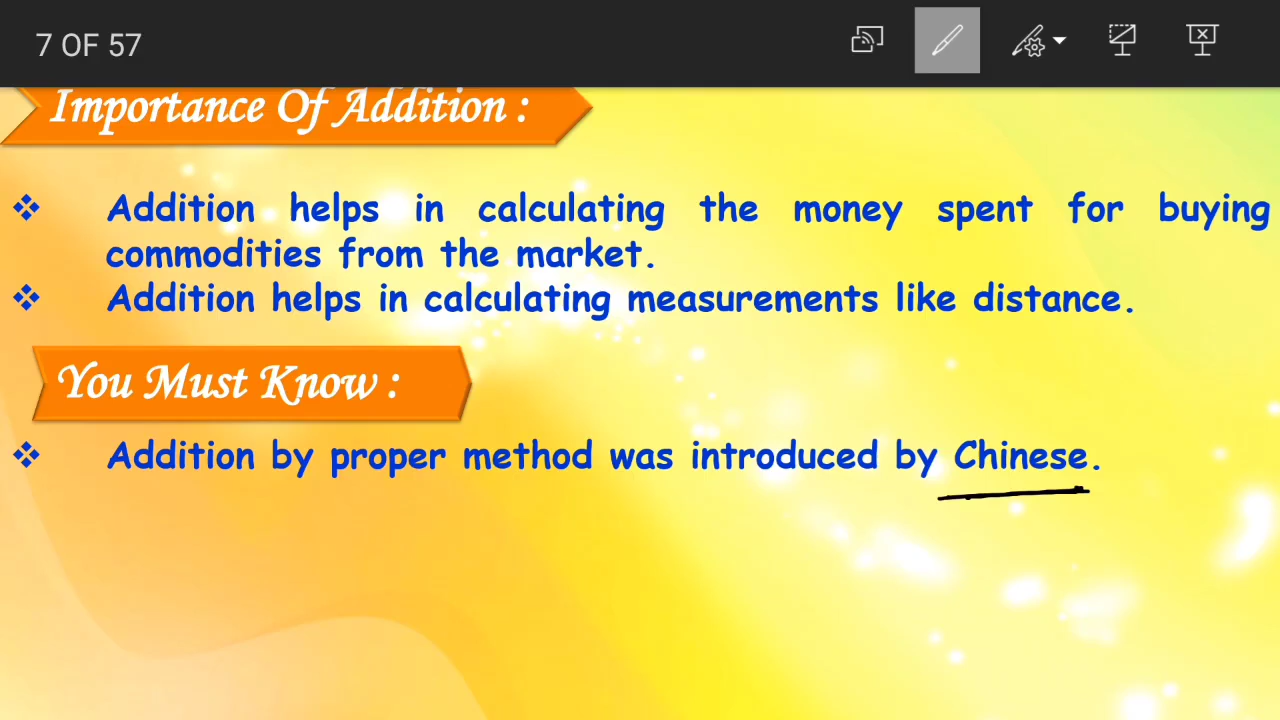 7 OF 57
Importance Of Addition :
❖ Addition helps in calculating the money spent for buying
commodities from the market.
❖ Addition helps in calculating measurements like distance.
You Must Know :
❖ Addition by proper method was introduced by Chinese.